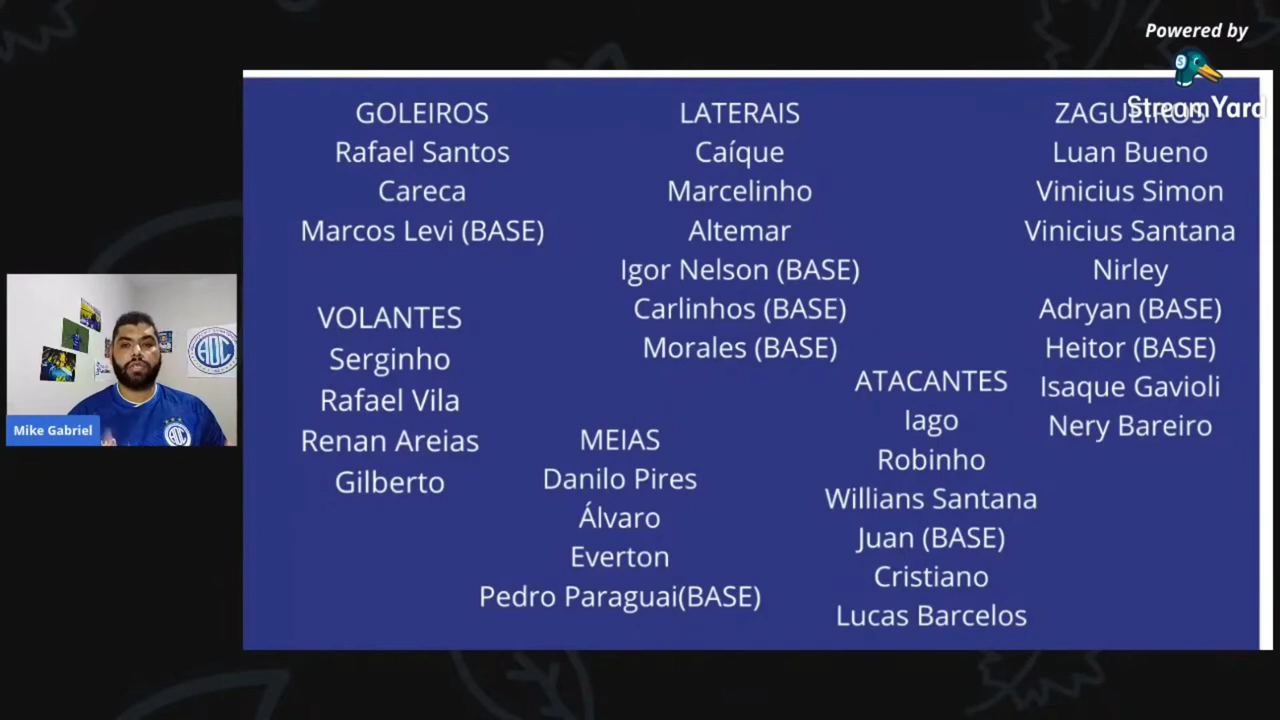 Powered by
StreamYard
GOLEIROS
Rafael Santos
Careca
Marcos Levi (BASE)
LATERAIS
Caíque
Marcelinho
Altemar
Igor Nelson (BASE)
Carlinhos (BASE)
Morales (BASE)
ZAGUEIROS
Luan Bueno
Vinicius Simon
Vinicius Santana
Nirley
Adryan (BASE)
Heitor (BASE)
Isaque Gavioli
Nery Bareiro
VOLANTES
Serginho
Rafael Vila
Renan Areias
Gilberto
MEIAS
Danilo Pires
Álvaro
Everton
Pedro Paraguai(BASE)
ATACANTES
Iago
Robinho
Willians Santana
Juan (BASE)
Cristiano
Lucas Barcelos
Mike Gabriel